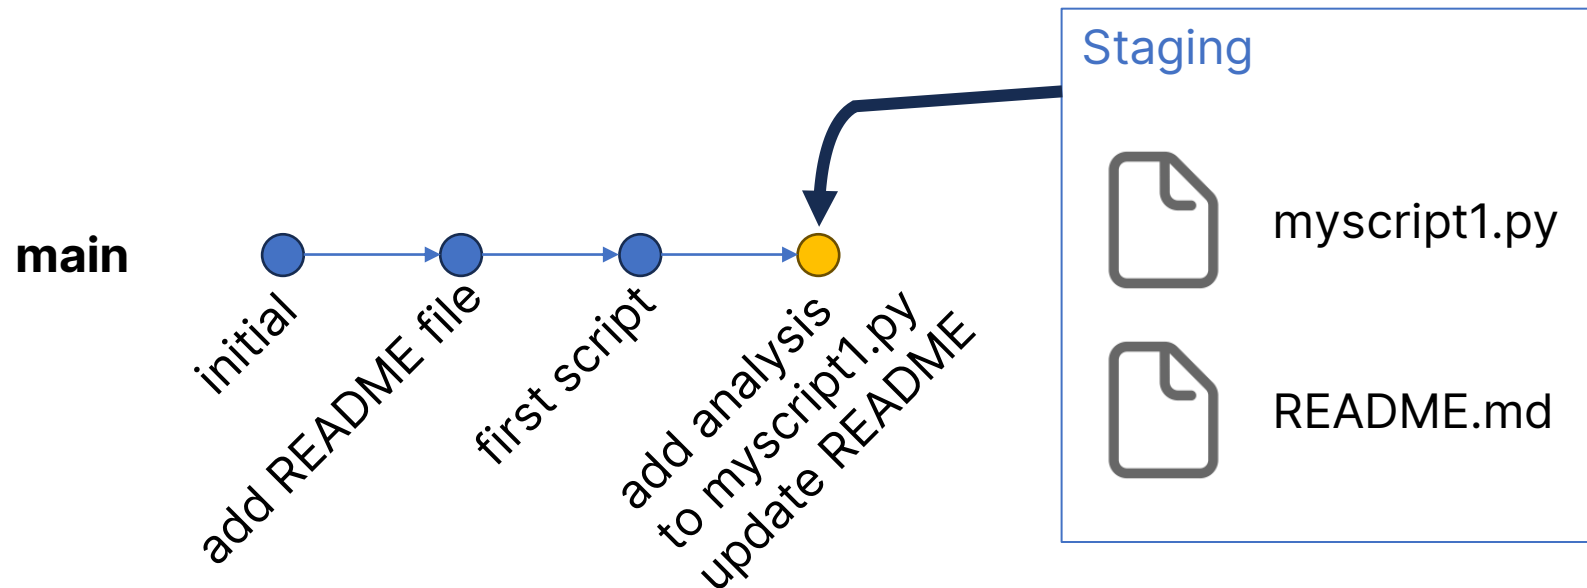 Staging
myscript1.py
README.md
main
initial
add README file
first script
add analysis
to myscript1.py
update README